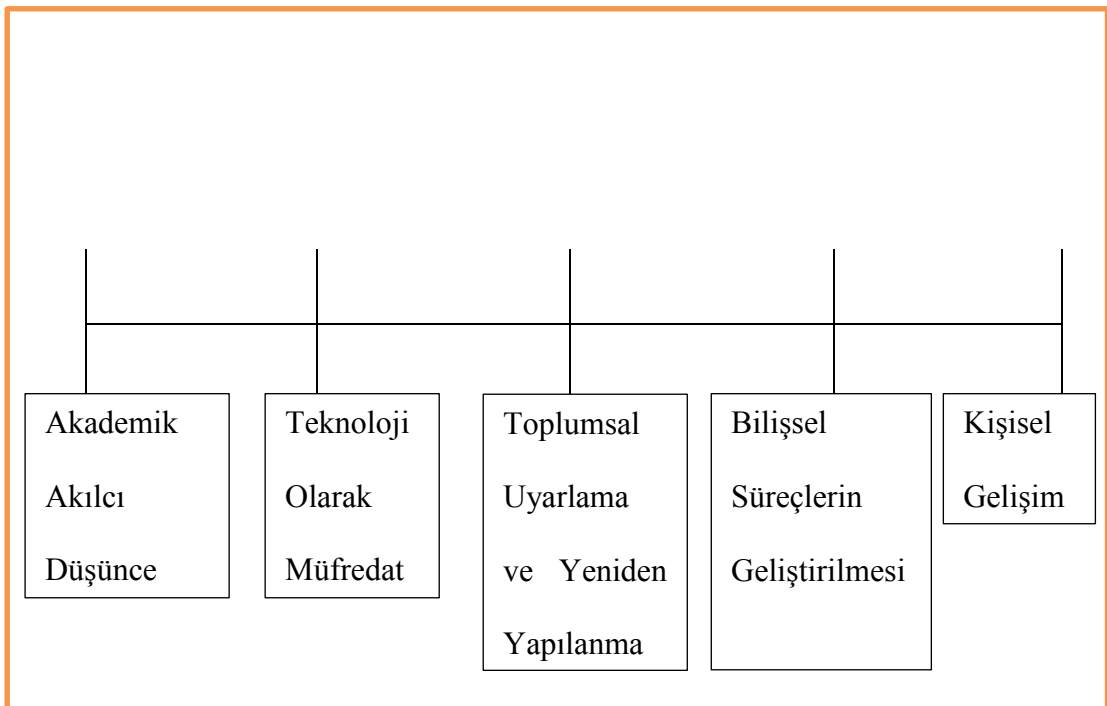 Akademik
Akılcı
Düşünce
Teknoloji
Olarak
Müfredat
Toplumsal
Uyarlama
ve Yeniden
Yapılanma
Bilişsel
Süreçlerin
Geliştirilmesi
Kişisel
Gelişim